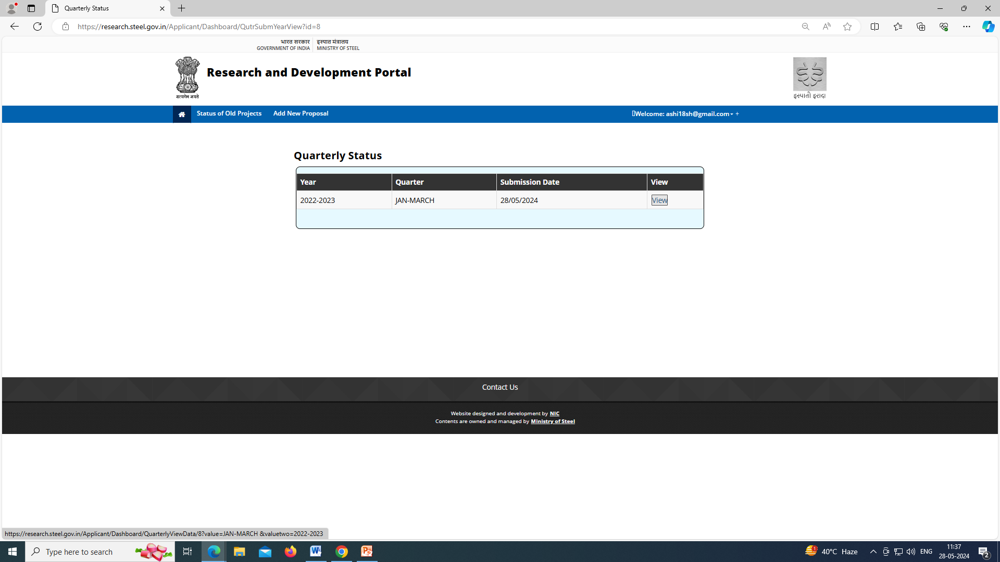 Quarterly Status
https://research.steel.gov.in/Applicant/Dashboard/QutrSubmYearView?id=8
भारत सरकार
GOVERNMENT OF INDIA
इस्पात मंत्रालय
MINISTRY OF STEEL
सत्यमेव जयते
Research and Development Portal
इस्पाती इरादा
Status of Old Projects
Add New Proposal
Welcome: ashi18sh@gmail.com +
Quarterly Status
Year Quarter Submission Date View
2022-2023 JAN-MARCH 28/05/2024 View
Contact Us
Website designed and development by NIC
Contents are owned and managed by Ministry of Steel
https://research.steel.gov.in/Applicant/Dashboard/QuarterlyViewData/8?value=JAN-MARCH &valuetwo=2022-2023
Type here to search
1
40°C Haze
ENG
11:37
28-05-2024
2